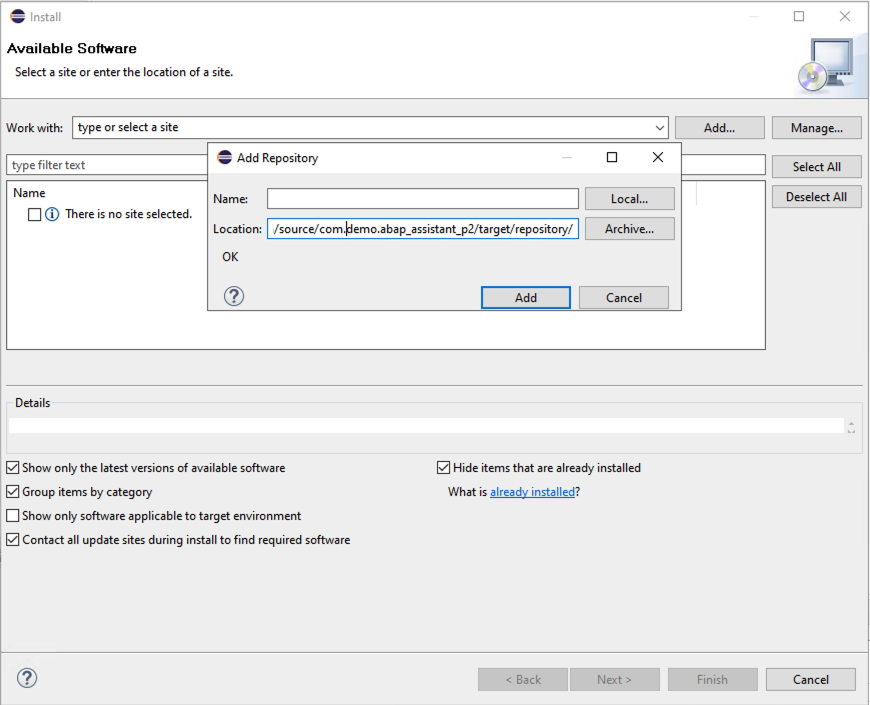 Install
Available Software
Select a site or enter the location of a site.
Work with: type or select a site Add... Manage...
type filter text Select All
Deselect All
Name
There is no site selected.
Add Repository
Name: Local...
Location: /source/com.demo.abap_assistant_p2/target/repository/ Archive...
OK
? Add Cancel
Details
Show only the latest versions of available software Hide items that are already installed
Group items by category What is already installed?
Show only software applicable to target environment
Contact all update sites during install to find required software
? < Back Next > Finish Cancel